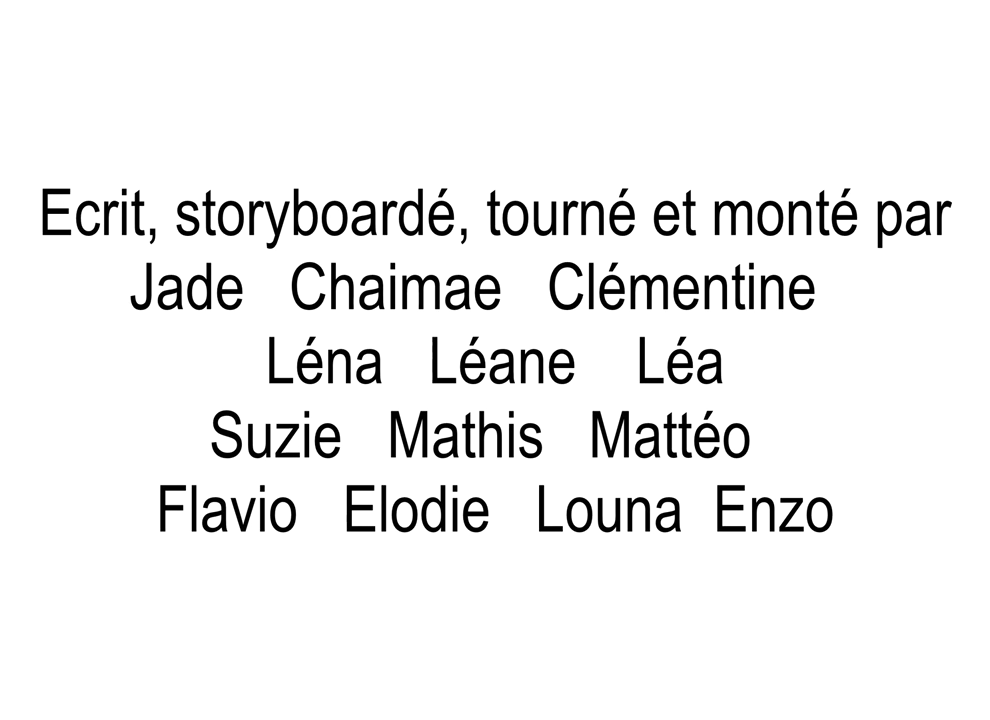 Ecrit, storyboardé, tourné et monté par
Jade Chaimae Clémentine
Léna Léane Léa
Suzie Mathis Mattéo
Flavio Elodie Louna Enzo